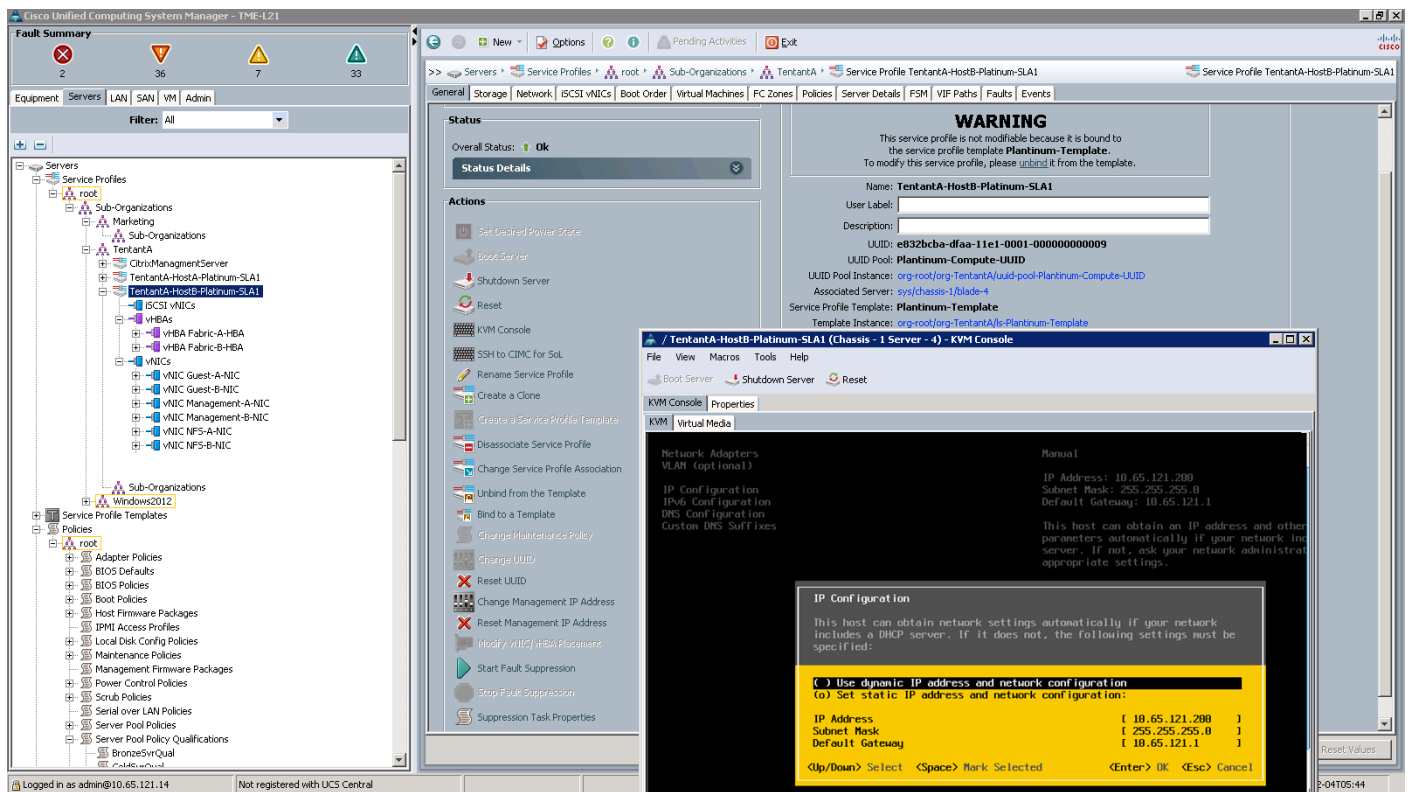 Cisco Unified Computing System Manager - TME-L21
Fault Summary
2 36 7 33
New Options Pending Activities Exit
cisco
>> Servers Service Profiles root Sub-Organizations TentantA Service Profile TentantA-HostB-Platinum-SLA1 Service Profile TentantA-HostB-Platinum-SLA1
Equipment Servers LAN SAN VM Admin
General Storage Network iSCSI vNICs Boot Order Virtual Machines FC Zones Policies Server Details FSM VIF Paths Faults Events
Filter: All
Servers
Service Profiles
root
Sub-Organizations
Marketing
Sub-Organizations
TentantA
CitrixManagmentServer
TentantA-HostA-Platinum-SLA1
TentantA-HostB-Platinum-SLA1
iSCSI vNICs
vHBAs
vHBA Fabric-A-HBA
vHBA Fabric-B-HBA
vNICs
vNIC Guest-A-NIC
vNIC Guest-B-NIC
vNIC Management-A-NIC
vNIC Management-B-NIC
vNIC NFS-A-NIC
vNIC NFS-B-NIC
Sub-Organizations
Windows2012
Service Profile Templates
Policies
root
Adapter Policies
BIOS Defaults
BIOS Policies
Boot Policies
Host Firmware Packages
IPMI Access Profiles
Local Disk Config Policies
Maintenance Policies
Management Firmware Packages
Power Control Policies
Scrub Policies
Serial over LAN Policies
Server Pool Policies
Server Pool Policy Qualifications
BronzeSvrQual
GoldSvrQual
Status
Overall Status: Ok
Status Details
Actions
Set Desired Power State
Boot Server
Shutdown Server
Reset
KVM Console
SSH to CIMC for SoL
Rename Service Profile
Create a Clone
Create a Service Profile Template
Disassociate Service Profile
Change Service Profile Association
Unbind from the Template
Bind to a Template
Change Maintenance Policy
Change UUID
Reset UUID
Change Management IP Address
Reset Management IP Address
Modify vNIC/vHBA Placement
Start Fault Suppression
Stop Fault Suppression
Suppression Task Properties
WARNING
This service profile is not modifiable because it is bound to
the service profile template Plantinum-Template.
To modify this service profile, please unbind it from the template.
Name: TentantA-HostB-Platinum-SLA1
User Label:
Description:
UUID: e832bcba-dfaa-11e1-0001-000000000009
UUID Pool: Plantinum-Compute-UUID
UUID Pool Instance: org-root/org-TentantA/uuid-pool-Plantinum-Compute-UUID
Associated Server: sys/chassis-1/blade-4
Service Profile Template: Plantinum-Template
Template Instance: org-root/org-TentantA/ls-Plantinum-Template
/ TentantA-HostB-Platinum-SLA1 (Chassis - 1 Server - 4) - KVM Console
File View Macros Tools Help
Boot Server Shutdown Server Reset
KVM Console Properties
KVM Virtual Media
Network Adapters
VLAN (optional)
IP Configuration
IPv6 Configuration
DNS Configuration
Custom DNS Suffixes
Manual
IP Address: 10.65.121.200
Subnet Mask: 255.255.255.0
Default Gateway: 10.65.121.1
This host can obtain an IP address and other
parameters automatically if your network inc
server. If not, ask your network administrat
appropriate settings.
IP Configuration
This host can obtain network settings automatically if your network
includes a DHCP server. If it does not, the following settings must be
specified:
( ) Use dynamic IP address and network configuration
(o) Set static IP address and network configuration:
IP Address [ 10.65.121.200 ]
Subnet Mask [ 255.255.255.0 ]
Default Gateway [ 10.65.121.1 ]
<Up/Down> Select <Space> Mark Selected <Enter> OK <Esc> Cancel
Reset Values
Logged in as admin@10.65.121.14 Not registered with UCS Central 2-04T05:44